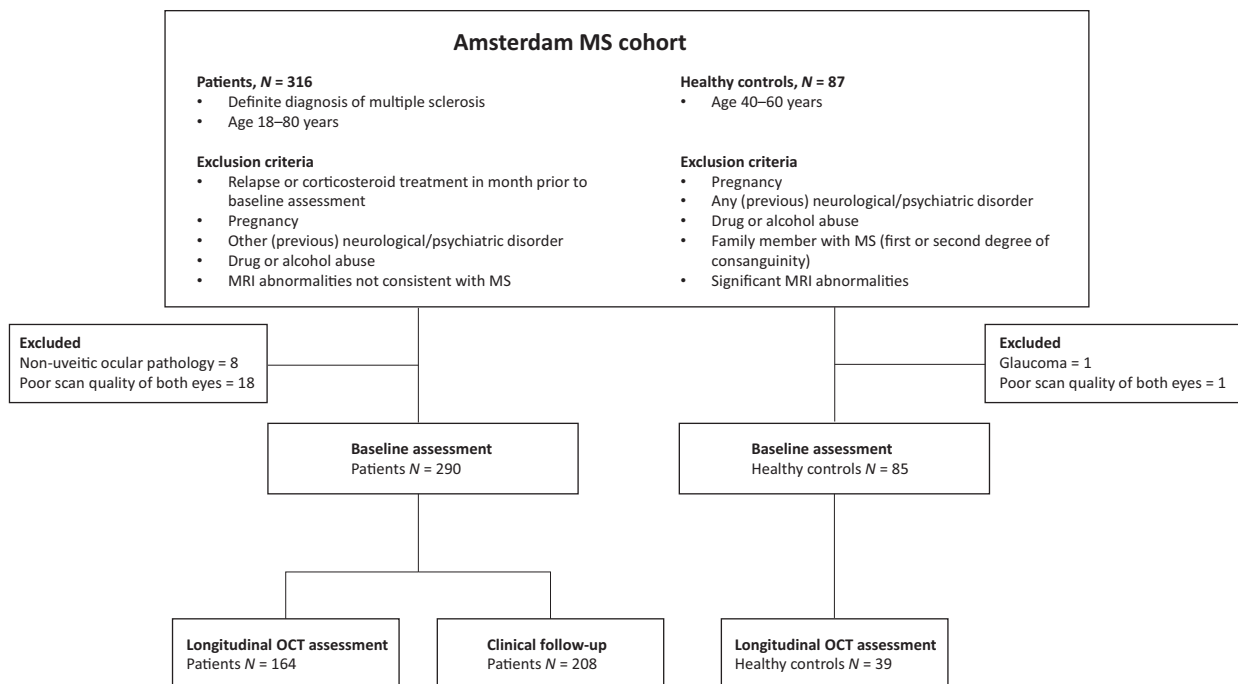 Amsterdam MS cohort
Patients, N = 316
• Definite diagnosis of multiple sclerosis
• Age 18–80 years
Exclusion criteria
• Relapse or corticosteroid treatment in month prior to
baseline assessment
• Pregnancy
• Other (previous) neurological/psychiatric disorder
• Drug or alcohol abuse
• MRI abnormalities not consistent with MS
Healthy controls, N = 87
• Age 40–60 years
Exclusion criteria
• Pregnancy
• Any (previous) neurological/psychiatric disorder
• Drug or alcohol abuse
• Family member with MS (first or second degree of
consanguinity)
• Significant MRI abnormalities
Excluded
Non-uveitic ocular pathology = 8
Poor scan quality of both eyes = 18
Excluded
Glaucoma = 1
Poor scan quality of both eyes = 1
Baseline assessment
Patients N = 290
Baseline assessment
Healthy controls N = 85
Longitudinal OCT assessment
Patients N = 164
Clinical follow-up
Patients N = 208
Longitudinal OCT assessment
Healthy controls N = 39